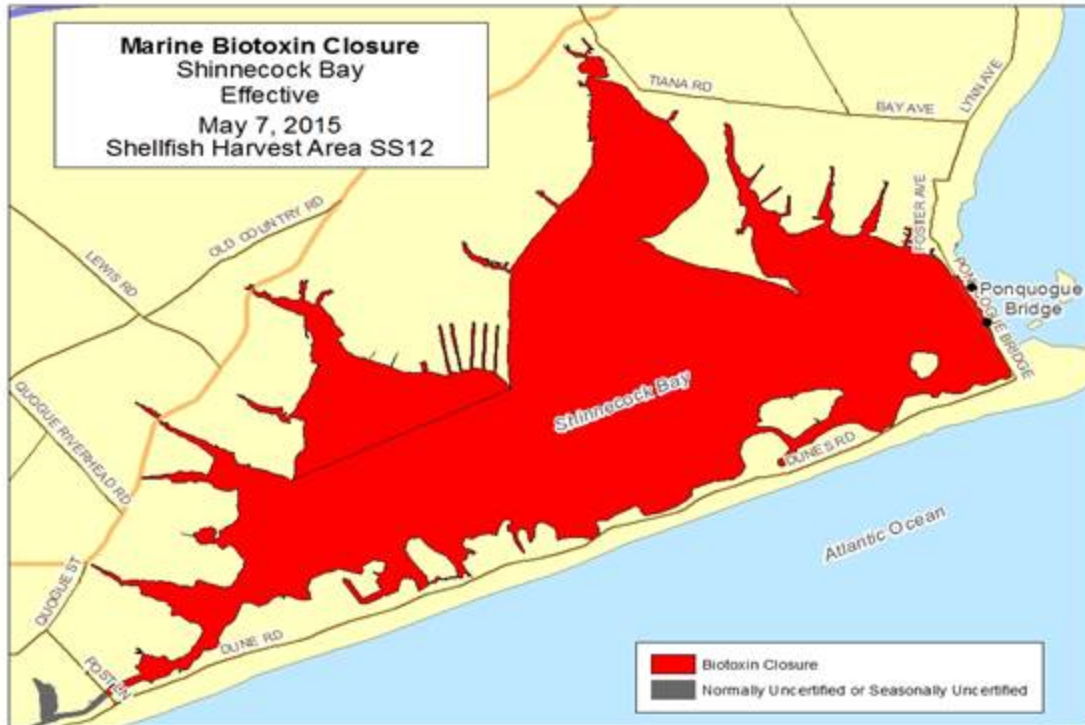 Marine Biotoxin Closure
Shinnecock Bay
Effective
May 7, 2015
Shellfish Harvest Area SS12
TIANA RD
BAY AVE
LYNN AVE
FOSTER AVE
OLD COUNTRY RD
LEWIS RD
PONQUOGUE BRIDGE
Ponquogue
Bridge
QUOGUE RIVERHEAD RD
Shinnecock Bay
DUNES RD
Atlantic Ocean
QUOGUE ST
DUNE RD
POST LN
Biotoxin Closure
Normally Uncertified or Seasonally Uncertified